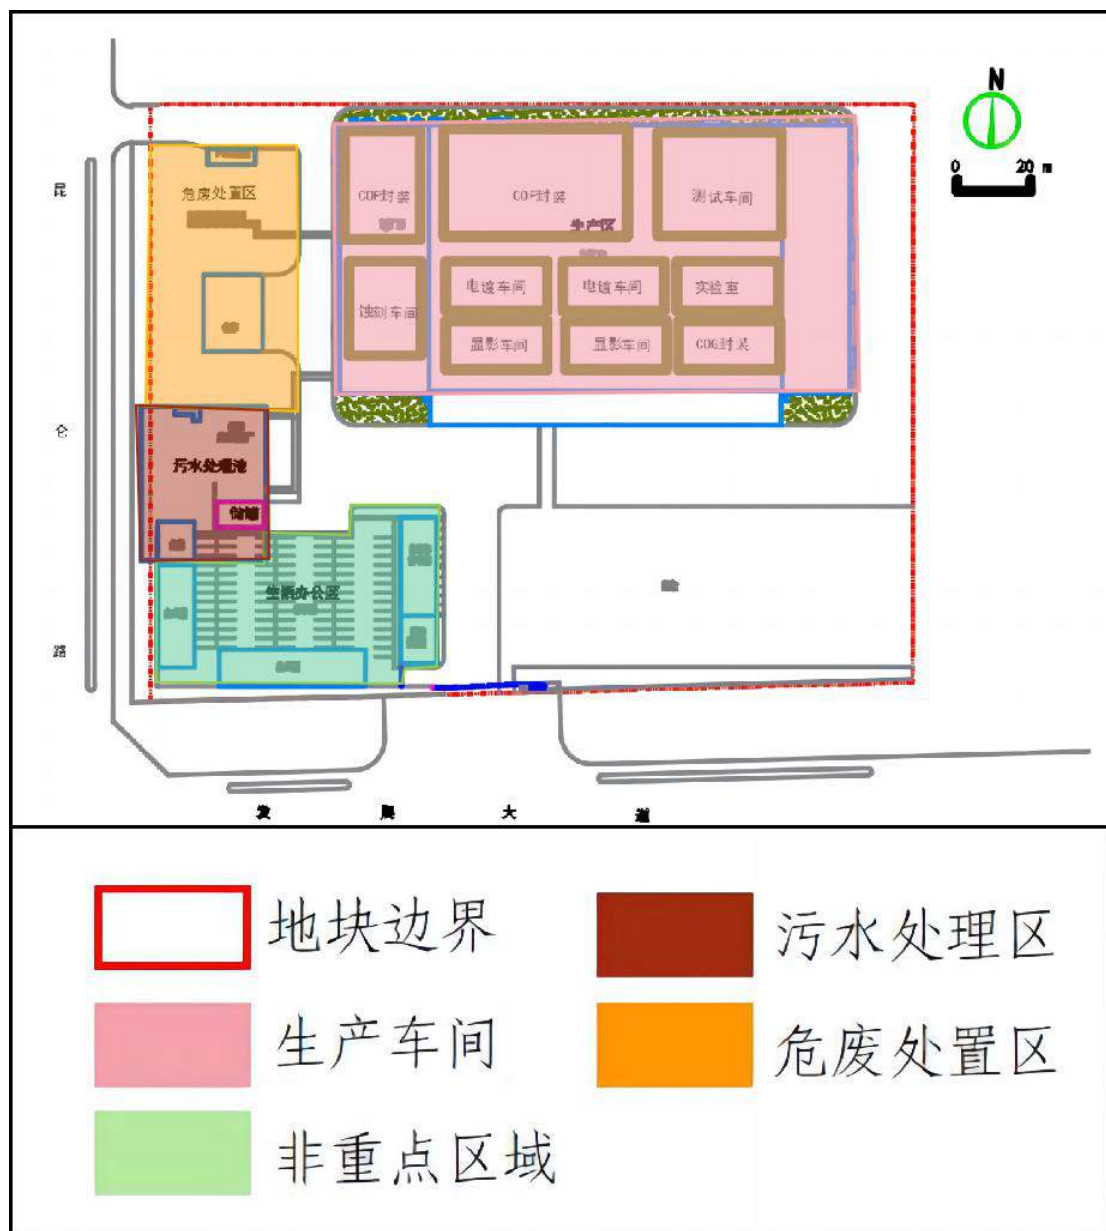 N
0 20 m
昆
仑
路
危废处置区
COF封装
COF封装
测试车间
生产区
蚀刻车间
电镀车间
电镀车间
实验室
显影车间
显影车间
COG封装
污水处理池
储罐
生活办公区
发展大道
地块边界
污水处理区
生产车间
危废处置区
非重点区域